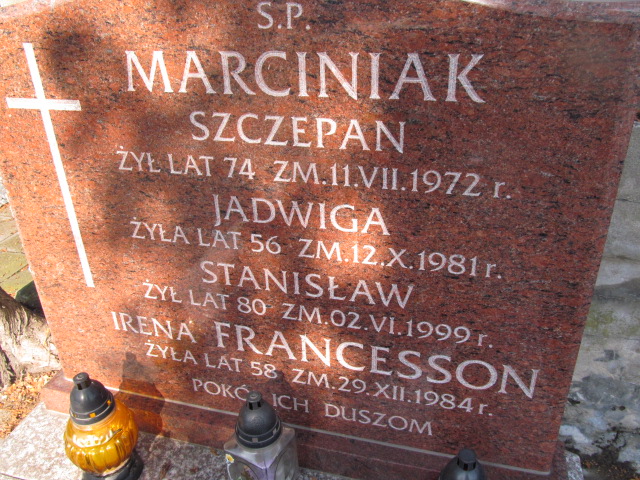 Ś.P.
MARCINIAK
SZCZEPAN
ŻYŁ LAT 74 ZM.11.VII.1972 r.
JADWIGA
ŻYŁA LAT 56 ZM.12.X.1981 r.
STANISŁAW
ŻYŁ LAT 80 ZM.02.VI.1999 r.
IRENA FRANCESSON
ŻYŁA LAT 58 ZM.29.XII.1984 r.
POKÓJ ICH DUSZOM